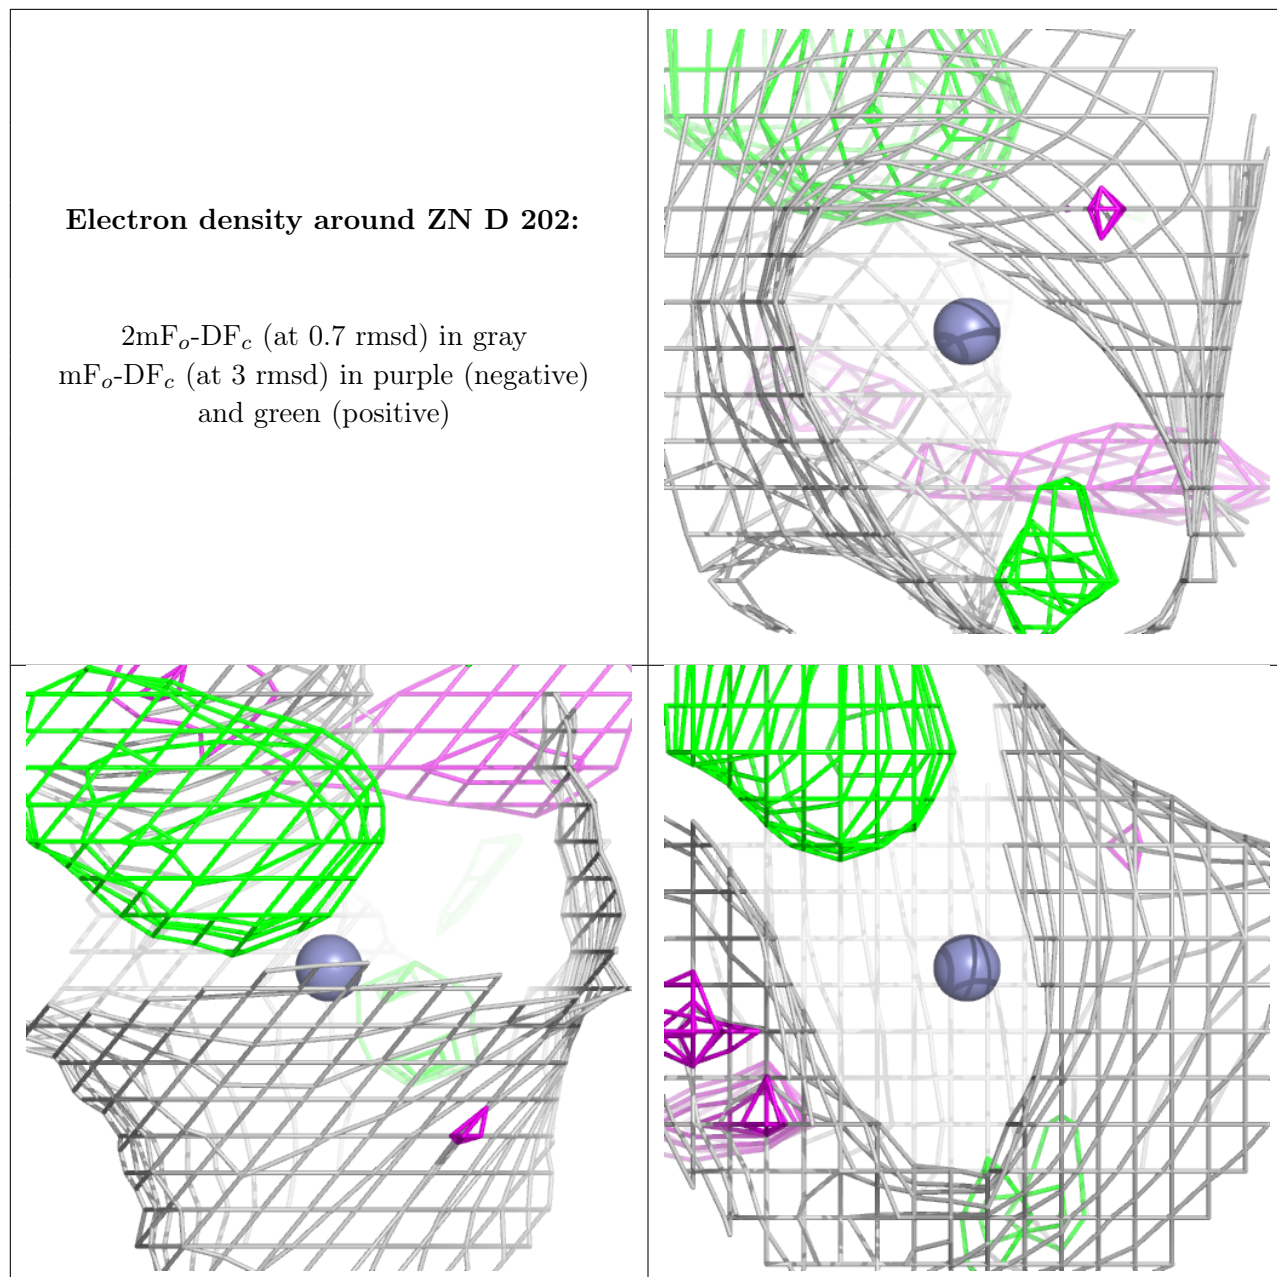 Electron density around ZN D 202:
2mFo-DFc (at 0.7 rmsd) in gray
mFo-DFc (at 3 rmsd) in purple (negative)
and green (positive)